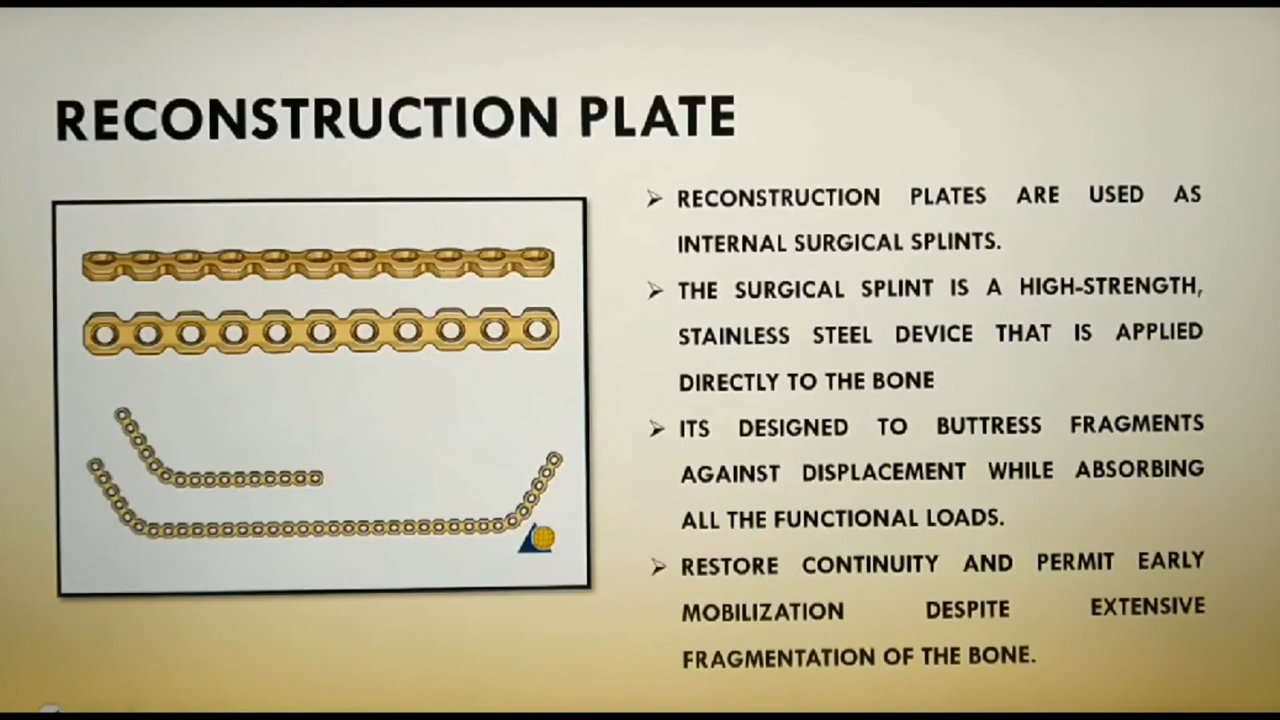 RECONSTRUCTION PLATE
RECONSTRUCTION PLATES ARE USED AS
INTERNAL SURGICAL SPLINTS.
THE SURGICAL SPLINT IS A HIGH-STRENGTH,
STAINLESS STEEL DEVICE THAT IS APPLIED
DIRECTLY TO THE BONE
ITS DESIGNED TO BUTTRESS FRAGMENTS
AGAINST DISPLACEMENT WHILE ABSORBING
ALL THE FUNCTIONAL LOADS.
RESTORE CONTINUITY AND PERMIT EARLY
MOBILIZATION DESPITE EXTENSIVE
FRAGMENTATION OF THE BONE.